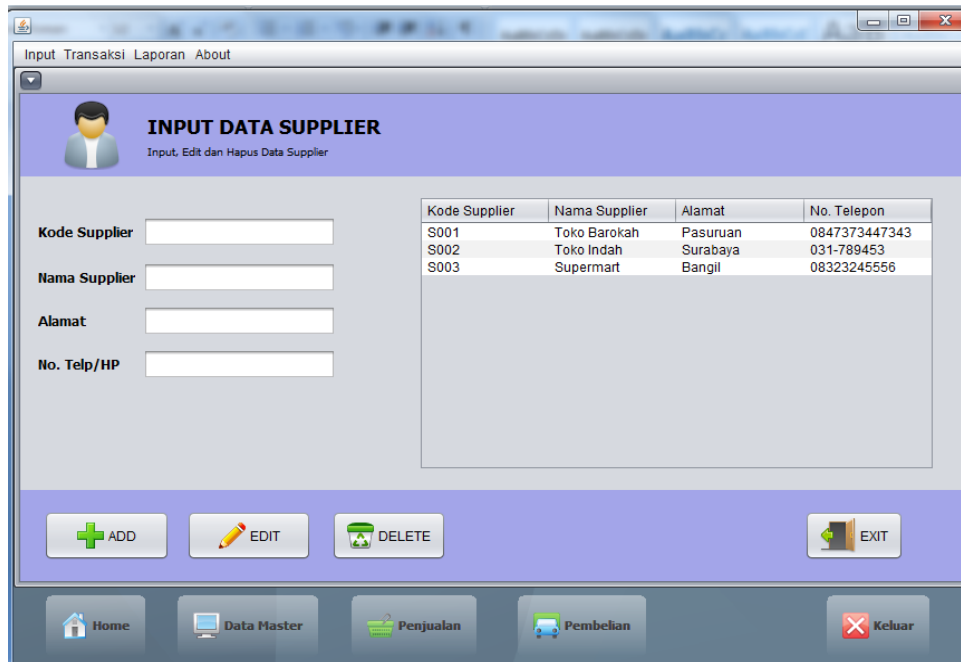 Input Transaksi Laporan About
INPUT DATA SUPPLIER
Input, Edit dan Hapus Data Supplier
Kode Supplier
Nama Supplier
Alamat
No. Telp/HP
Kode Supplier Nama Supplier Alamat No. Telepon
S001 Toko Barokah Pasuruan 0847373447343
S002 Toko Indah Surabaya 031-789453
S003 Supermart Bangil 08323245556
ADD EDIT DELETE EXIT
Home Data Master Penjualan Pembelian Keluar